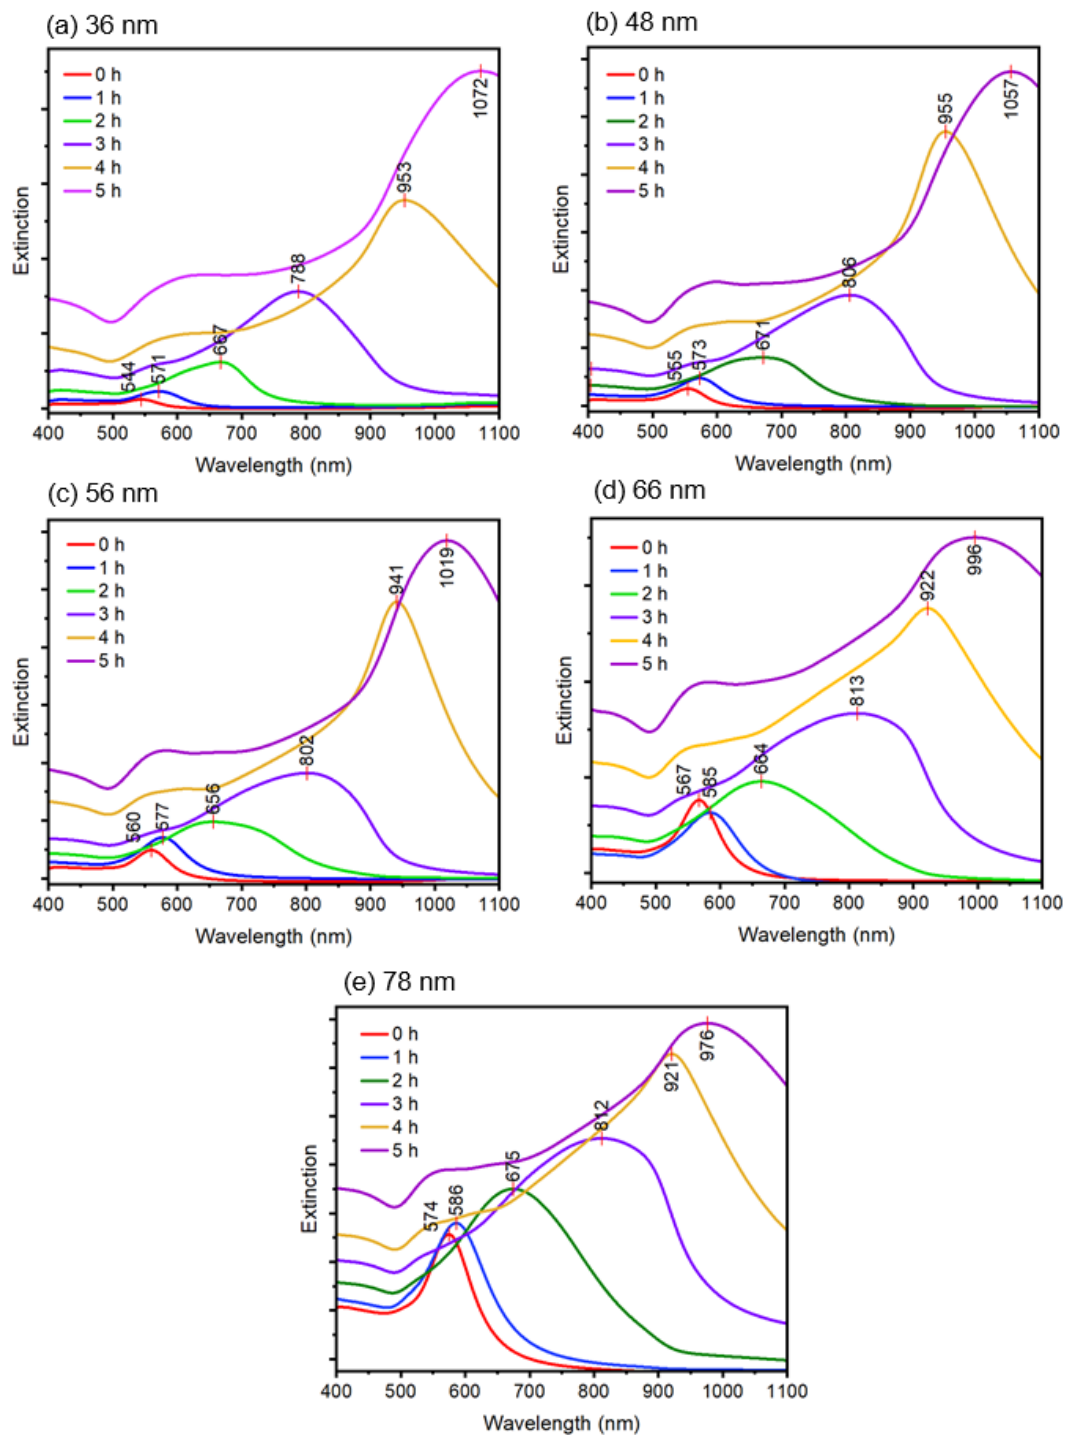 (a) 36 nm
0 h
1 h
2 h
3 h
4 h
5 h
544
571
667
788
953
1072
Extinction
400 500 600 700 800 900 1000 1100
Wavelength (nm)
(b) 48 nm
0 h
1 h
2 h
3 h
4 h
5 h
555
573
671
806
955
1057
Extinction
400 500 600 700 800 900 1000 1100
Wavelength (nm)
(c) 56 nm
0 h
1 h
2 h
3 h
4 h
5 h
560
577
656
802
941
1019
Extinction
400 500 600 700 800 900 1000 1100
Wavelength (nm)
(d) 66 nm
0 h
1 h
2 h
3 h
4 h
5 h
567
585
664
813
922
996
Extinction
400 500 600 700 800 900 1000 1100
Wavelength (nm)
(e) 78 nm
0 h
1 h
2 h
3 h
4 h
5 h
574
586
675
812
921
976
Extinction
400 500 600 700 800 900 1000 1100
Wavelength (nm)